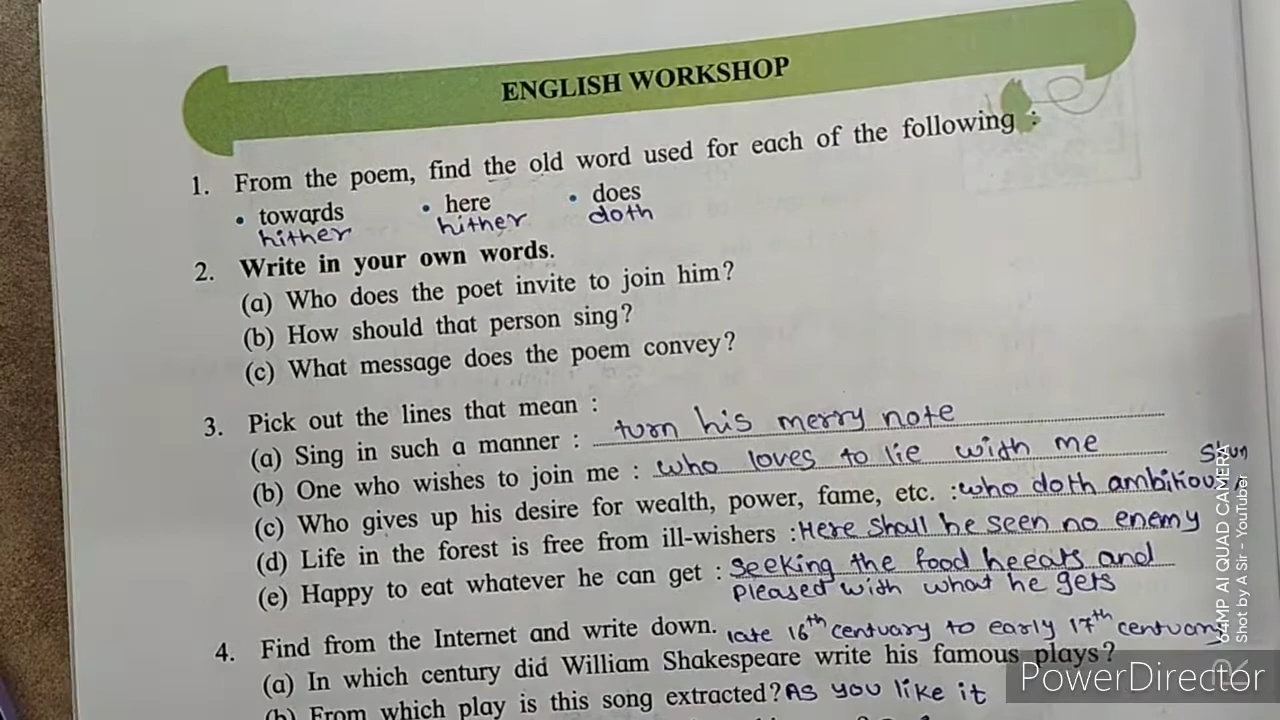 ENGLISH WORKSHOP
1. From the poem, find the old word used for each of the following :
• towards • here • does
hither hither doth
2. Write in your own words.
(a) Who does the poet invite to join him?
(b) How should that person sing?
(c) What message does the poem convey?
3. Pick out the lines that mean :
(a) Sing in such a manner : turn his merry note
(b) One who wishes to join me : who loves to lie with me
shun
(c) Who gives up his desire for wealth, power, fame, etc. : who doth ambitious
(d) Life in the forest is free from ill-wishers : Here shall he seen no enemy
(e) Happy to eat whatever he can get : seeking the food he eats and
pleased with what he gets
4. Find from the Internet and write down. late 16th centuary to early 17th centuary
(a) In which century did William Shakespeare write his famous plays?
(b) From which play is this song extracted? As you like it
64MP AI QUAD CAMERA
Shot by A Sir - YouTuber
PowerDirector